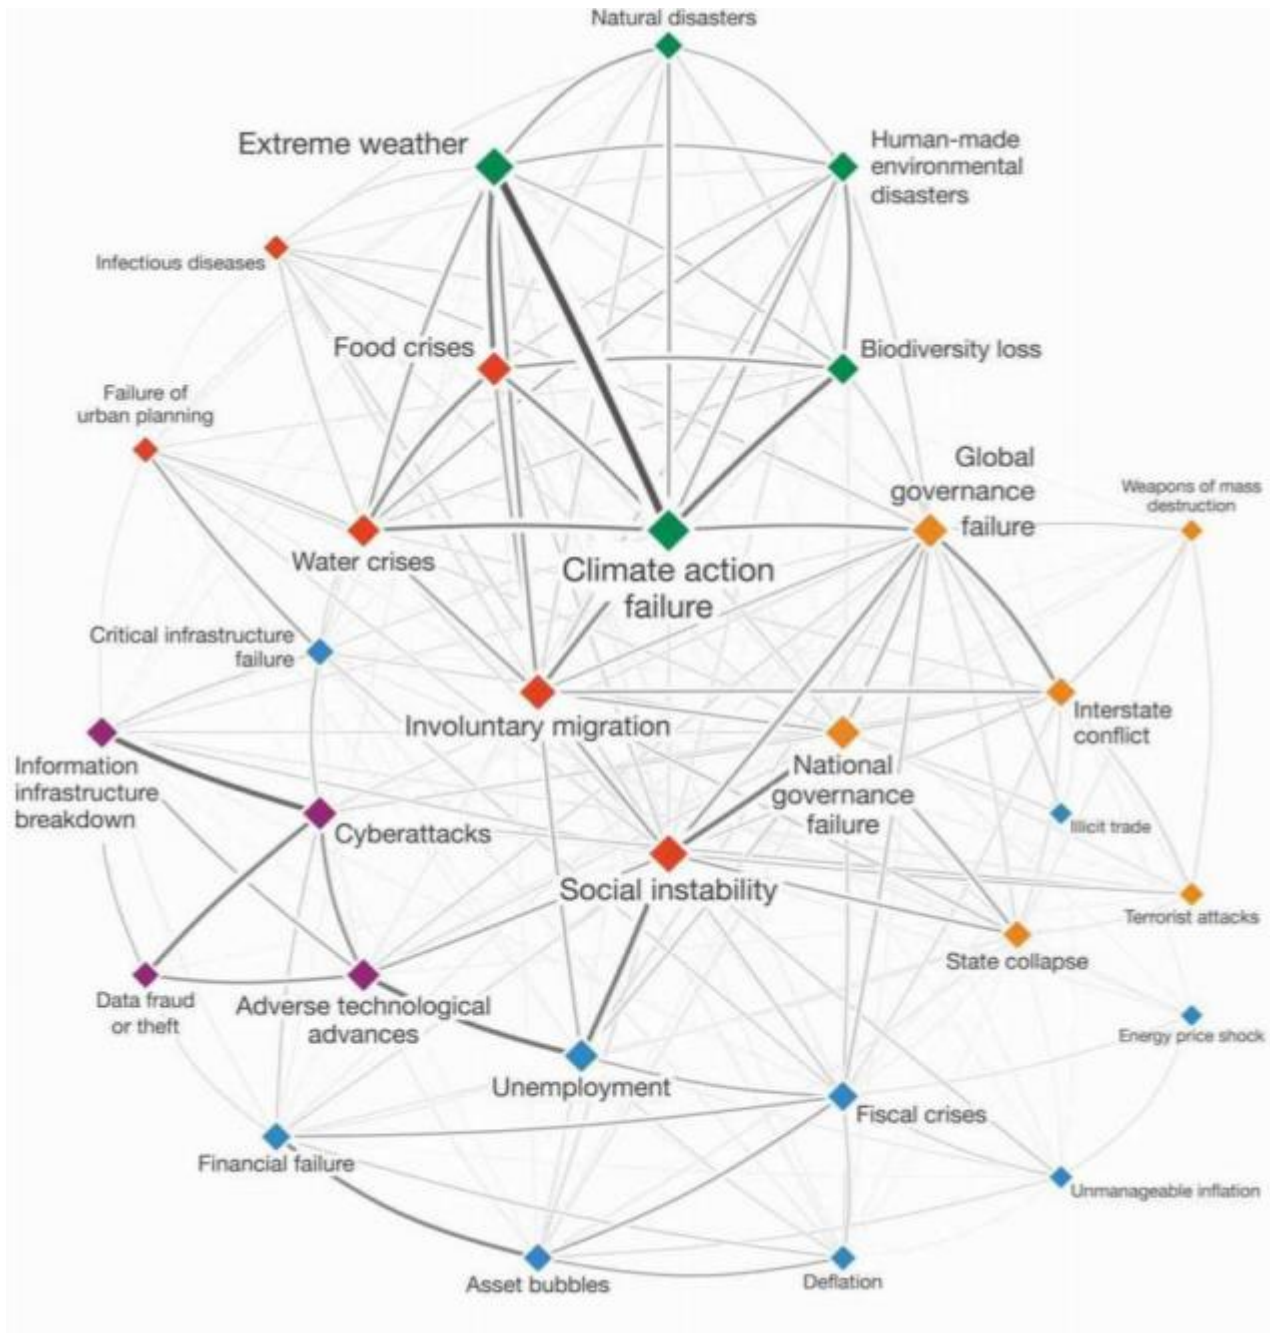 Natural disasters
Extreme weather
Human-made
environmental
disasters
Infectious diseases
Food crises
Biodiversity loss
Failure of
urban planning
Global
governance
failure
Weapons of mass
destruction
Water crises
Climate action
failure
Critical infrastructure
failure
Involuntary migration
Interstate
conflict
Information
infrastructure
breakdown
National
governance
failure
Cyberattacks
Illicit trade
Social instability
Terrorist attacks
State collapse
Data fraud
or theft
Adverse technological
advances
Energy price shock
Unemployment
Fiscal crises
Financial failure
Unmanageable inflation
Asset bubbles
Deflation